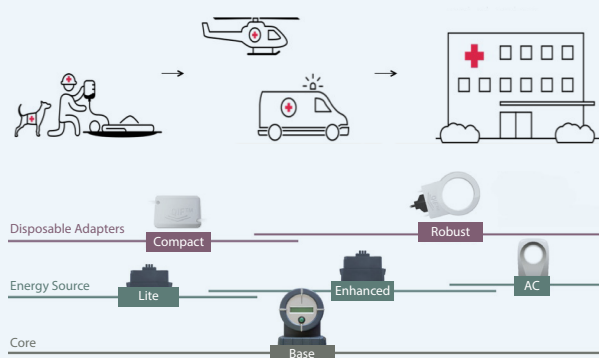 Disposable Adapters
Compact
Robust
Energy Source
Lite
Enhanced
AC
Core
Base